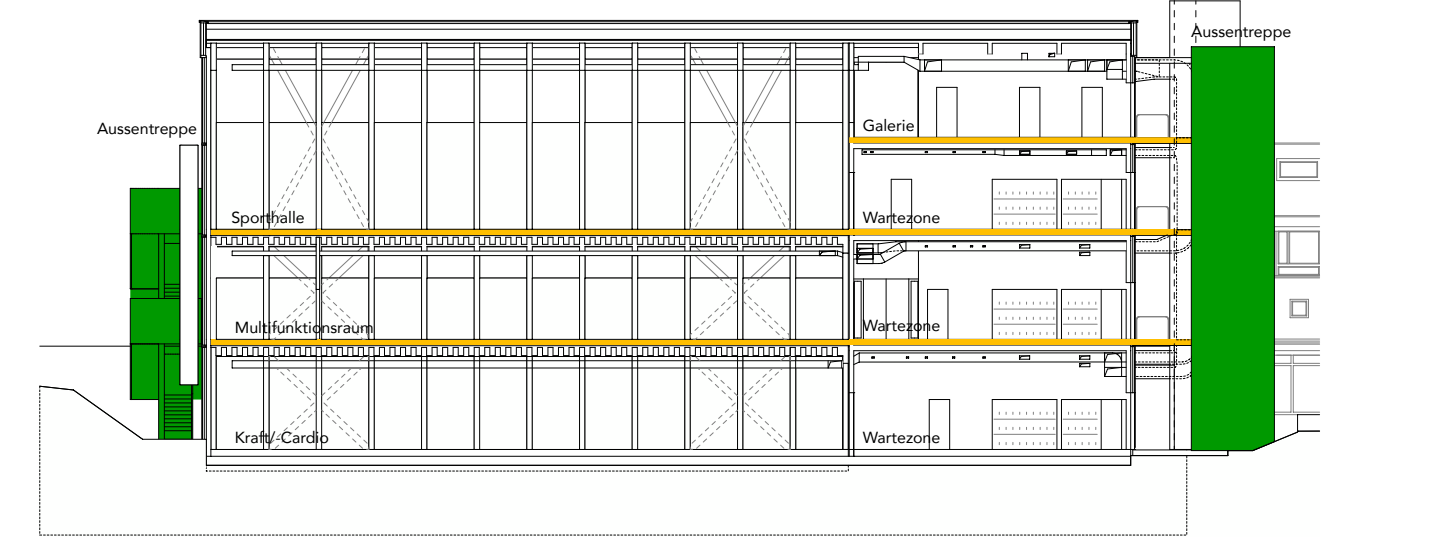 Aussentreppe
Aussentreppe
Galerie
Sporthalle
Wartezone
Multifunktionsraum
Wartezone
Kraft/-Cardio
Wartezone